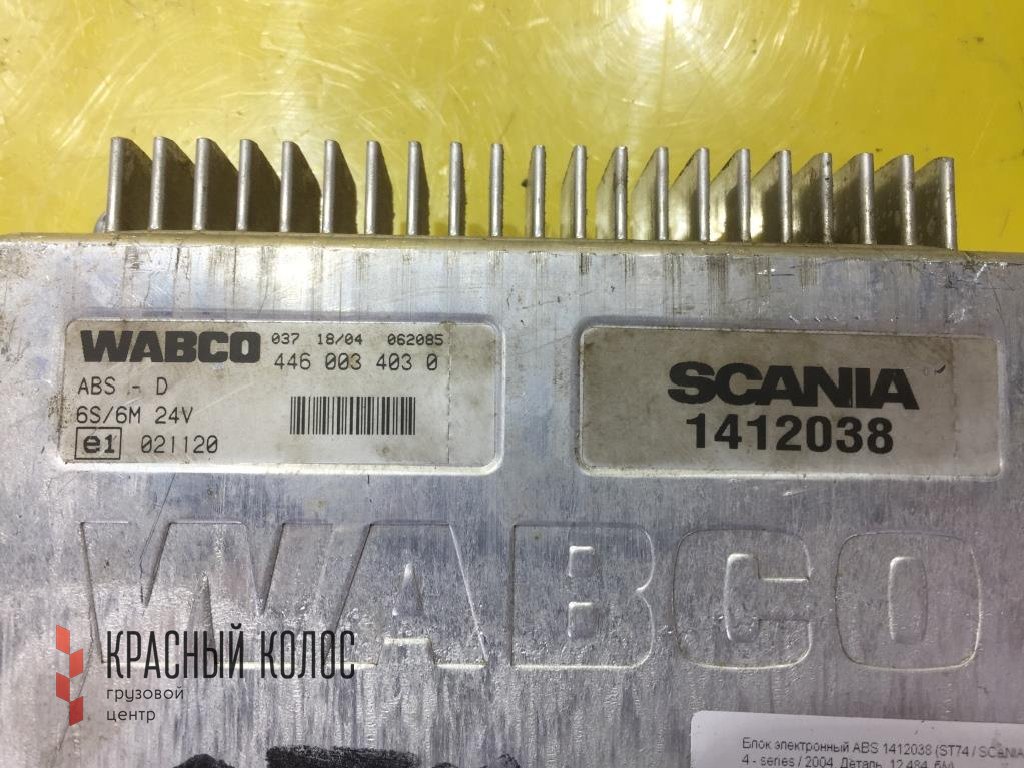 WABCO 037 18/04 062085
446 003 403 0
ABS - D
6S/6M 24V
e1 021120
SCANIA
1412038
WABCO
КРАСНЫЙ КОЛОС
грузовой
центр
Блок электронный ABS 1412038 (ST74 / SCANIA
4 - series / 2004. Деталь. 12.484.